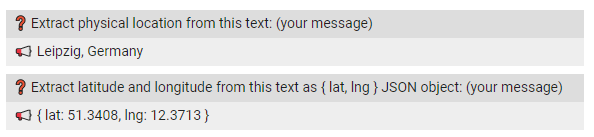 Extract physical location from this text: (your message)
Leipzig, Germany
Extract latitude and longitude from this text as { lat, lng } JSON object: (your message)
{ lat: 51.3408, lng: 12.3713 }